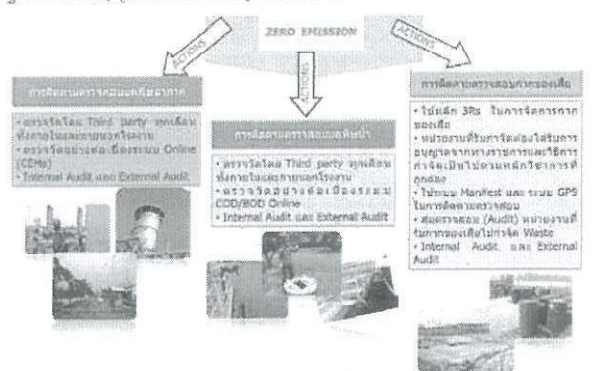 ZERO EMISSION
ACTIONS
ACTIONS
ACTIONS
การติดตามตรวจสอบมลพิษอากาศ
• ตรวจวัดโดย Third party ทุกเดือน
ทั้งภายในและภายนอกโรงงาน
• ตรวจวัดอย่างต่อเนื่องระบบ Online
(CEMs)
• Internal Audit และ External Audit
การติดตามตรวจสอบมลพิษน้ำ
• ตรวจวัดโดย Third party ทุกเดือน
ทั้งภายในและภายนอกโรงงาน
• ตรวจวัดอย่างต่อเนื่องระบบ
COD/BOD Online
• Internal Audit และ External Audit
การติดตามตรวจสอบกากของเสีย
• ใช้หลัก 3Rs ในการจัดการกาก
ของเสีย
• หน่วยงานที่รับกำจัดต้องได้รับการ
อนุญาตจากทางราชการและวิธีการ
กำจัดเป็นไปตามหลักวิชาการที่
ถูกต้อง
• ใช้ระบบ Manifest และ ระบบ GPS
ในการติดตามตรวจสอบ
• สุ่มตรวจสอบ (Audit) หน่วยงานที่
รับกากของเสียไปกำจัด Waste
• Internal Audit และ External
Audit